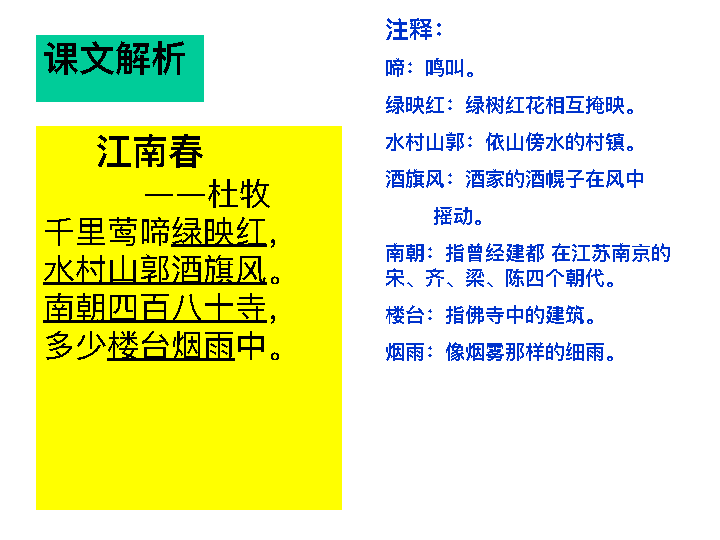 课文解析
江南春
——杜牧
千里莺啼绿映红，
水村山郭酒旗风。
南朝四百八十寺，
多少楼台烟雨中。
注释：
啼：鸣叫。
绿映红：绿树红花相互掩映。
水村山郭：依山傍水的村镇。
酒旗风：酒家的酒幌子在风中
摇动。
南朝：指曾经建都 在江苏南京的
宋、齐、梁、陈四个朝代。
楼台：指佛寺中的建筑。
烟雨：像烟雾那样的细雨。